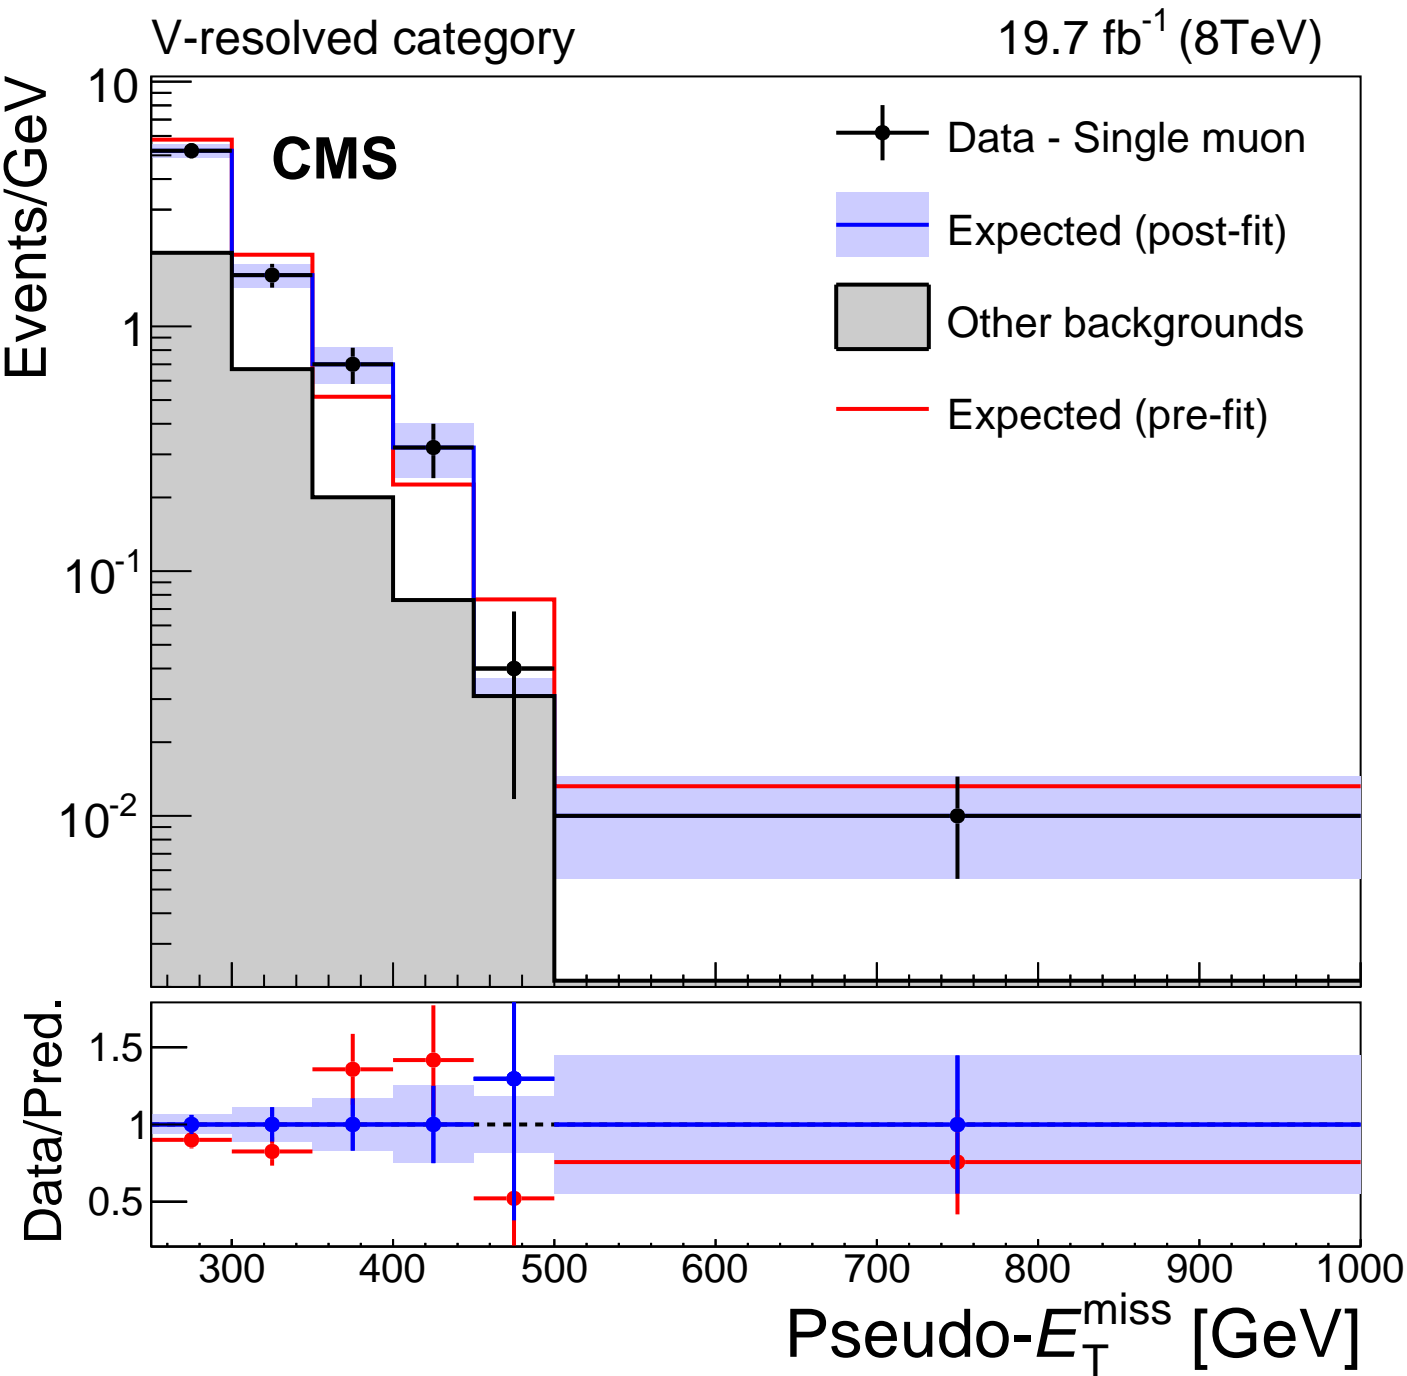 V-resolved category 19.7 fb⁻¹ (8TeV)
CMS
Data - Single muon
Expected (post-fit)
Other backgrounds
Expected (pre-fit)
Events/GeV
10
1
10⁻¹
10⁻²
Data/Pred.
1.5
1
0.5
300 400 500 600 700 800 900 1000
Pseudo-E_T^miss [GeV]